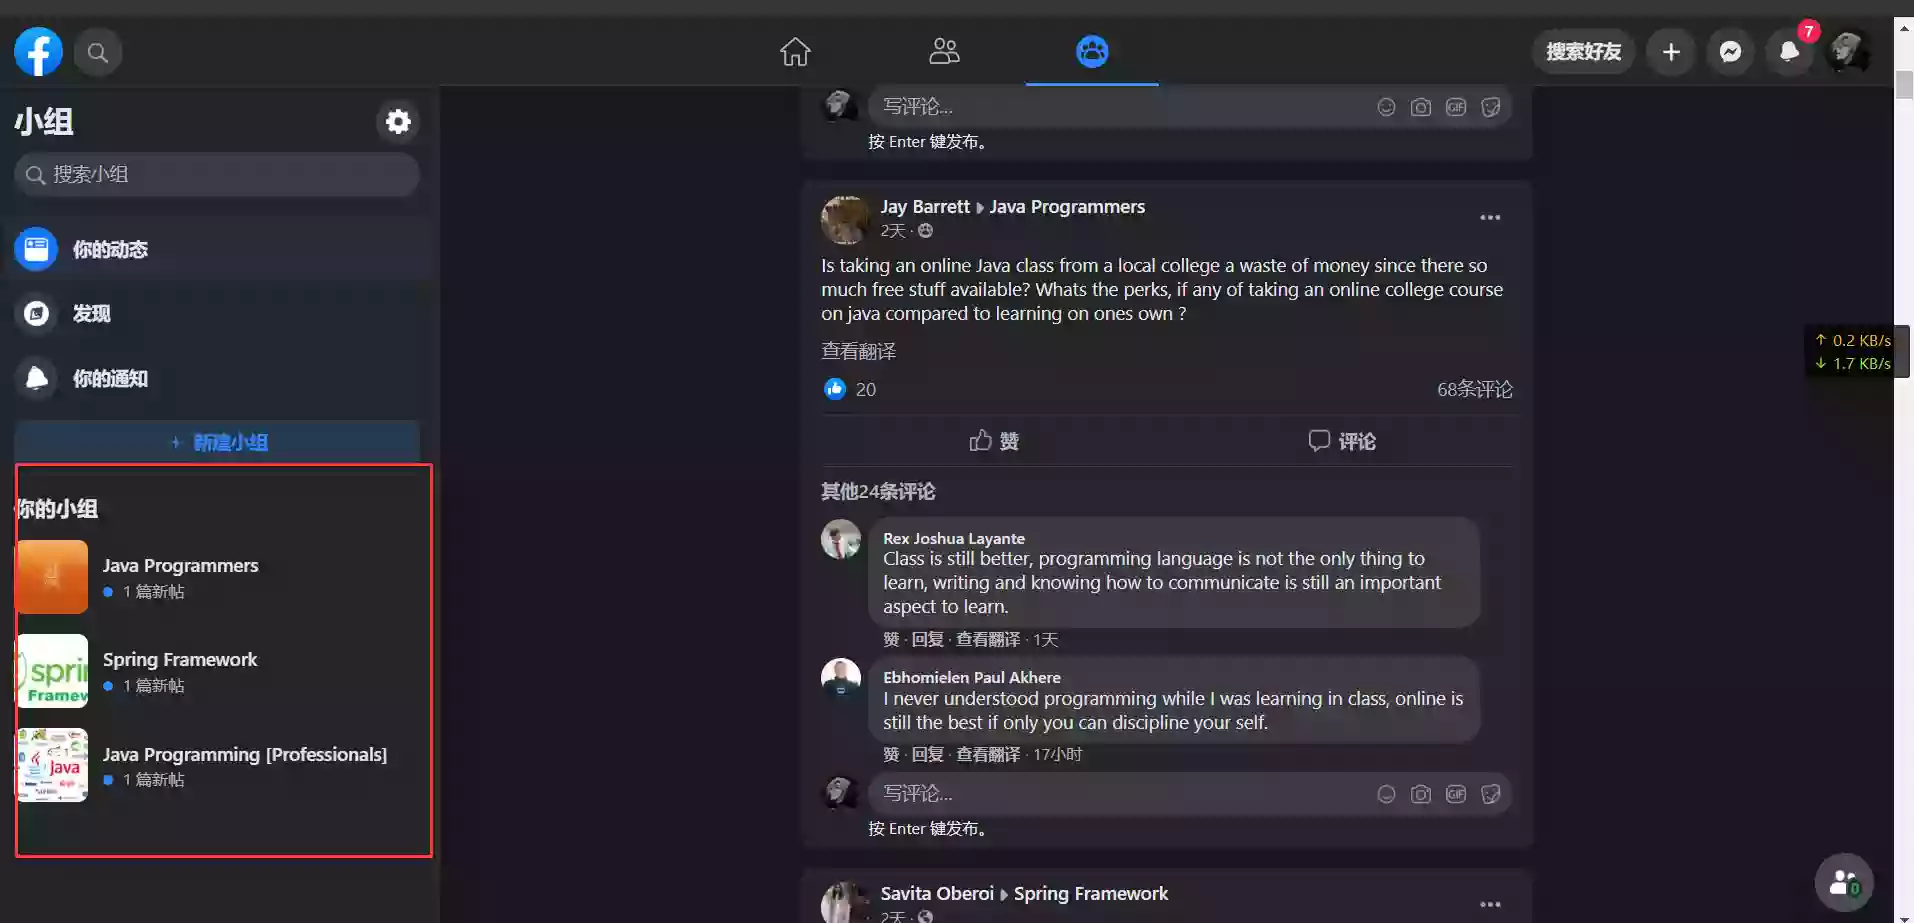 搜索好友
7
小组
搜索小组
你的动态
发现
你的通知
+ 新建小组
你的小组
Java Programmers
1 篇新帖
spri
Framew
Spring Framework
1 篇新帖
java
Java Programming [Professionals]
1 篇新帖
写评论...
GIF
按 Enter 键发布。
Jay Barrett ▸ Java Programmers
2天 ·
Is taking an online Java class from a local college a waste of money since there so
much free stuff available? Whats the perks, if any of taking an online college course
on java compared to learning on ones own ?
查看翻译
20
68条评论
赞
评论
其他24条评论
Rex Joshua Layante
Class is still better, programming language is not the only thing to
learn, writing and knowing how to communicate is still an important
aspect to learn.
赞 · 回复 · 查看翻译 · 1天
Ebhomielen Paul Akhere
I never understood programming while I was learning in class, online is
still the best if only you can discipline your self.
赞 · 回复 · 查看翻译 · 17小时
写评论...
GIF
按 Enter 键发布。
Savita Oberoi ▸ Spring Framework
2天 ·
↑ 0.2 KB/s
↓ 1.7 KB/s
0